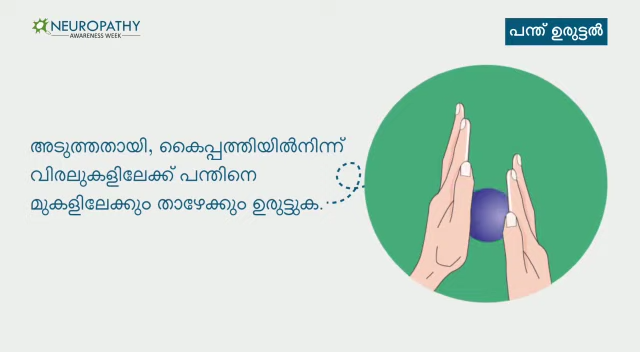 NEUROPATHY
AWARENESS WEEK
പന്ത് ഉരുട്ടൽ
അടുത്തതായി, കൈപ്പത്തിയിൽനിന്ന്
വിരലുകളിലേക്ക് പന്തിനെ
മുകളിലേക്കും താഴേക്കും ഉരുട്ടുക.